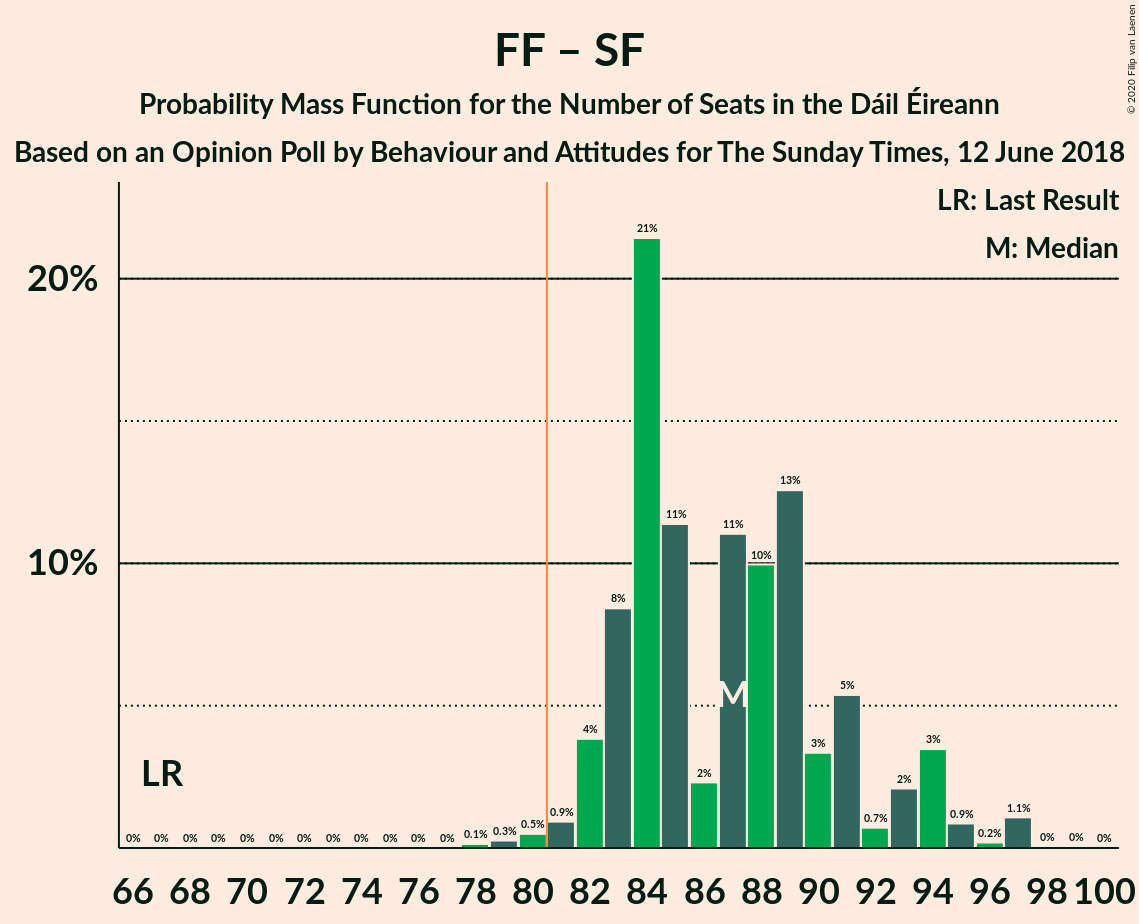 FF – SF
Probability Mass Function for the Number of Seats in the Dáil Éireann
Based on an Opinion Poll by Behaviour and Attitudes for The Sunday Times, 12 June 2018
© 2020 Filip van Laenen
LR: Last Result
M: Median
20%
10%
LR
M
0% 0% 0% 0% 0% 0% 0% 0% 0% 0% 0% 0% 0.1% 0.3% 0.5% 0.9% 4% 8% 21% 11% 2% 11% 10% 13% 3% 5% 0.7% 2% 3% 0.9% 0.2% 1.1% 0% 0% 0%
66 68 70 72 74 76 78 80 82 84 86 88 90 92 94 96 98 100